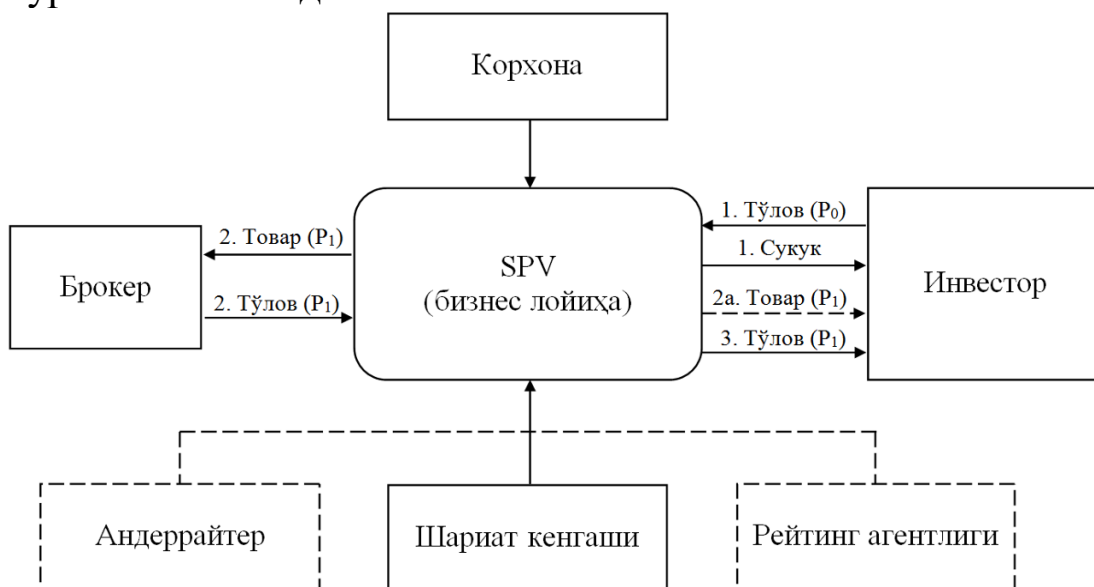 Корхона
1. Тўлов (P₀)
2. Товар (P₁)
1. Сукук
SPV
Брокер
Инвестор
(бизнес лойиҳа)
2а. Товар (P₁)
2. Тўлов (P₁)
3. Тўлов (P₁)
Андеррайтер
Шариат кенгаши
Рейтинг агентлиги